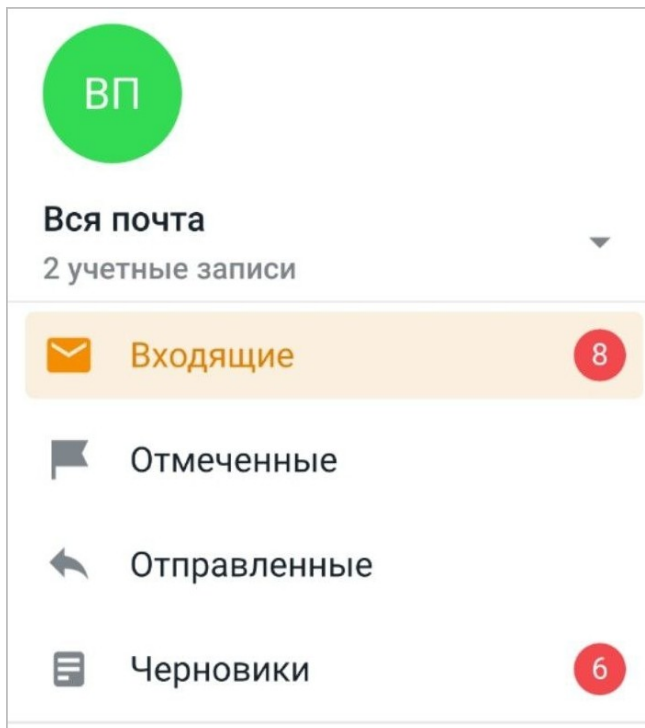 ВП
Вся почта
2 учетные записи
Входящие 8
Отмеченные
Отправленные
Черновики 6